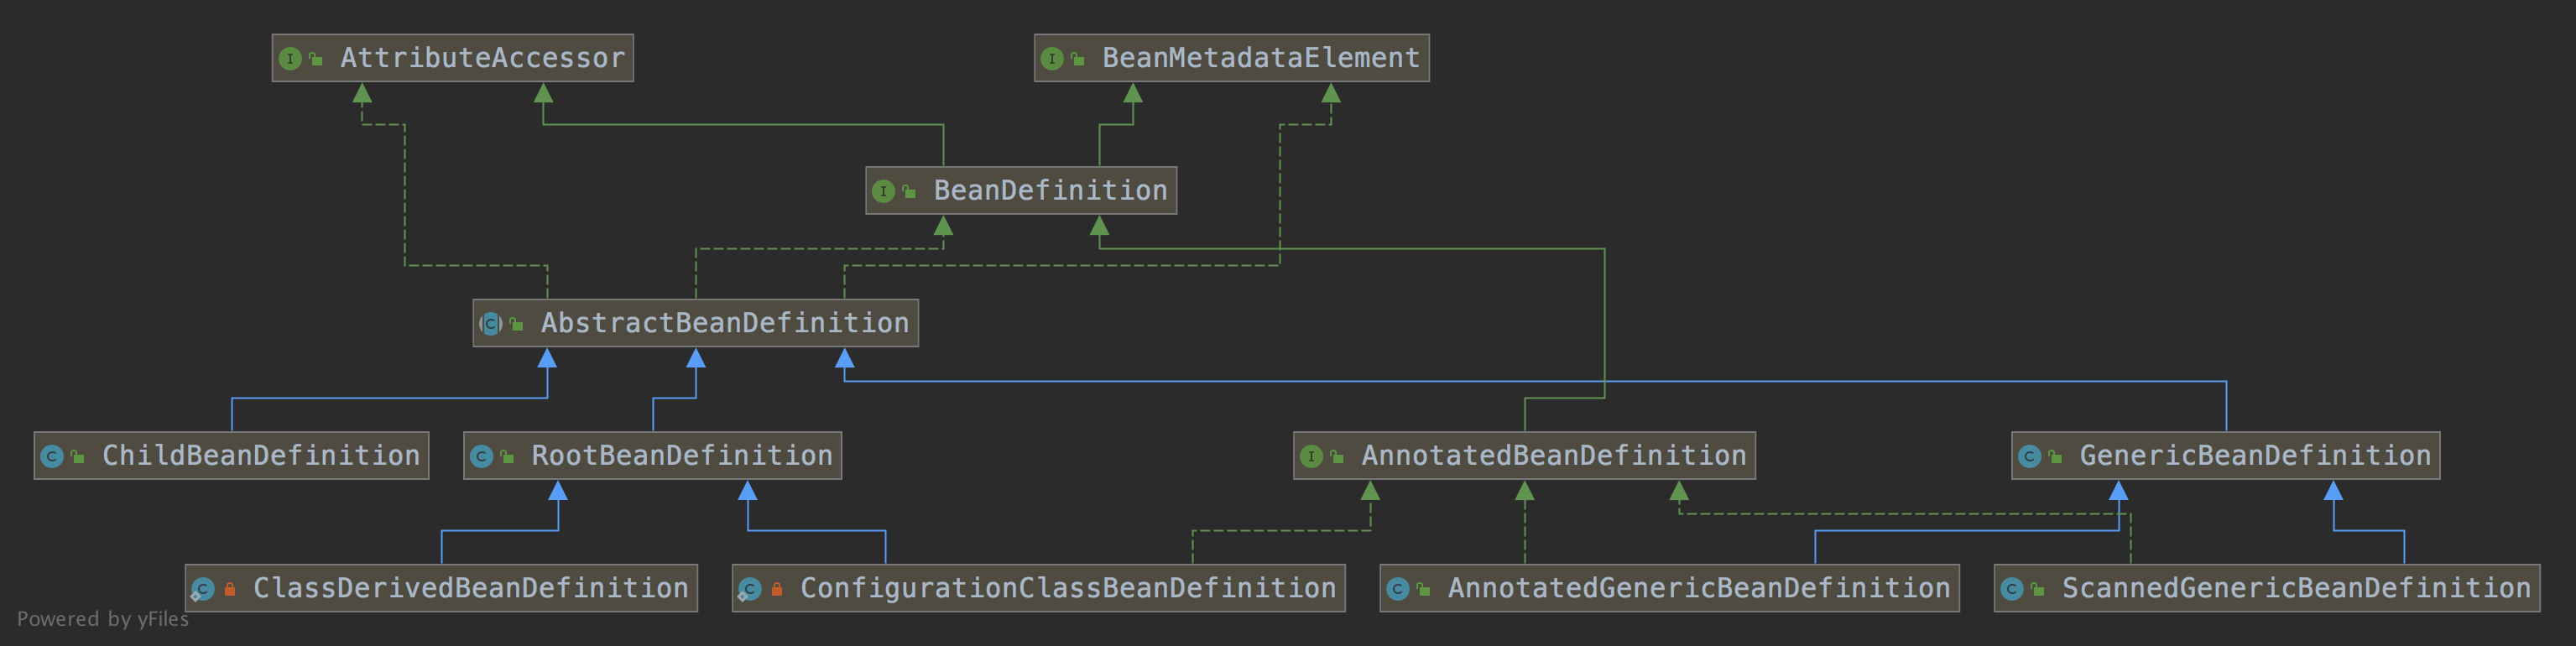 AttributeAccessor
BeanMetadataElement
BeanDefinition
AbstractBeanDefinition
ChildBeanDefinition
RootBeanDefinition
AnnotatedBeanDefinition
GenericBeanDefinition
ClassDerivedBeanDefinition
ConfigurationClassBeanDefinition
AnnotatedGenericBeanDefinition
ScannedGenericBeanDefinition
Powered by yFiles